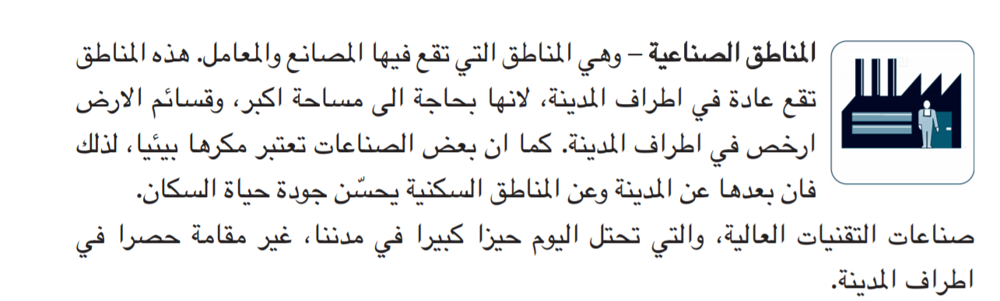 المناطق الصناعية – وهي المناطق التي تقع فيها المصانع والمعامل. هذه المناطق
تقع عادة في اطراف المدينة، لانها بحاجة الى مساحة اكبر، وقسائم الارض
ارخص في اطراف المدينة. كما ان بعض الصناعات تعتبر مكرها بيئيا، لذلك
فان بعدها عن المدينة وعن المناطق السكنية يحسّن جودة حياة السكان.
صناعات التقنيات العالية، والتي تحتل اليوم حيزا كبيرا في مدننا، غير مقامة حصرا في
اطراف المدينة.